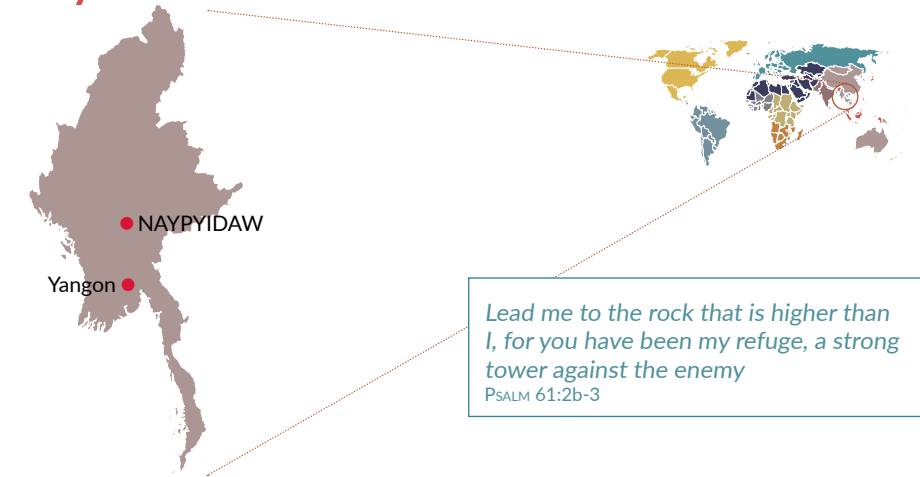 NAYPYIDAW
Yangon
Lead me to the rock that is higher than
I, for you have been my refuge, a strong
tower against the enemy
Psalm 61:2b-3